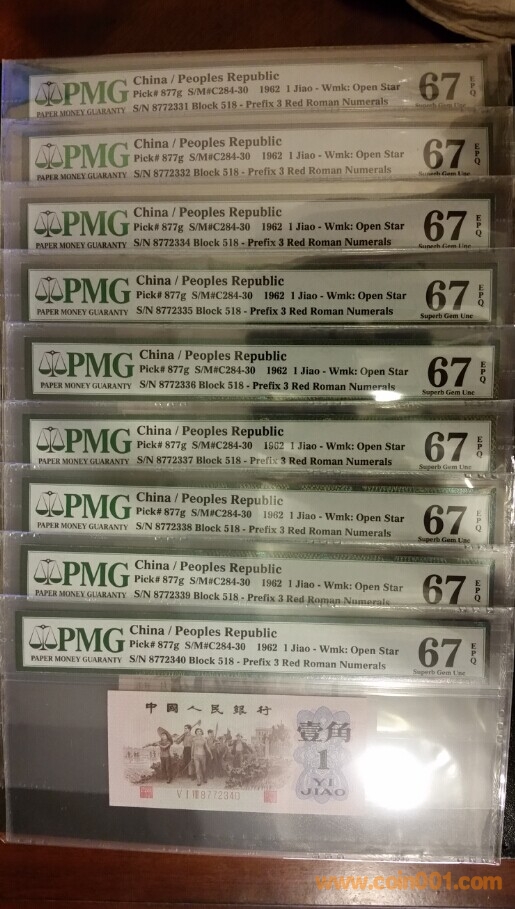 PMG
PAPER MONEY GUARANTY
China / Peoples Republic
Pick# 877g S/M#C284-30 1962 1 Jiao - Wmk: Open Star
S/N 8772331 Block 518 - Prefix 3 Red Roman Numerals
67 EPQ
Superb Gem Unc
PMG
PAPER MONEY GUARANTY
China / Peoples Republic
Pick# 877g S/M#C284-30 1962 1 Jiao - Wmk: Open Star
S/N 8772332 Block 518 - Prefix 3 Red Roman Numerals
67 EPQ
Superb Gem Unc
PMG
PAPER MONEY GUARANTY
China / Peoples Republic
Pick# 877g S/M#C284-30 1962 1 Jiao - Wmk: Open Star
S/N 8772334 Block 518 - Prefix 3 Red Roman Numerals
67 EPQ
Superb Gem Unc
PMG
PAPER MONEY GUARANTY
China / Peoples Republic
Pick# 877g S/M#C284-30 1962 1 Jiao - Wmk: Open Star
S/N 8772335 Block 518 - Prefix 3 Red Roman Numerals
67 EPQ
Superb Gem Unc
PMG
PAPER MONEY GUARANTY
China / Peoples Republic
Pick# 877g S/M#C284-30 1962 1 Jiao - Wmk: Open Star
S/N 8772336 Block 518 - Prefix 3 Red Roman Numerals
67 EPQ
Superb Gem Unc
PMG
PAPER MONEY GUARANTY
China / Peoples Republic
Pick# 877g S/M#C284-30 1962 1 Jiao - Wmk: Open Star
S/N 8772337 Block 518 - Prefix 3 Red Roman Numerals
67 EPQ
Superb Gem Unc
PMG
PAPER MONEY GUARANTY
China / Peoples Republic
Pick# 877g S/M#C284-30 1962 1 Jiao - Wmk: Open Star
S/N 8772338 Block 518 - Prefix 3 Red Roman Numerals
67 EPQ
Superb Gem Unc
PMG
PAPER MONEY GUARANTY
China / Peoples Republic
Pick# 877g S/M#C284-30 1962 1 Jiao - Wmk: Open Star
S/N 8772339 Block 518 - Prefix 3 Red Roman Numerals
67 EPQ
PMG
PAPER MONEY GUARANTY
China / Peoples Republic
Pick# 877g S/M#C284-30 1962 1 Jiao - Wmk: Open Star
S/N 8772340 Block 518 - Prefix 3 Red Roman Numerals
67 EPQ
Superb Gem Unc
中国人民银行
壹角
1
YI
JIAO
V I Ⅷ 8772340
www.coin001.com